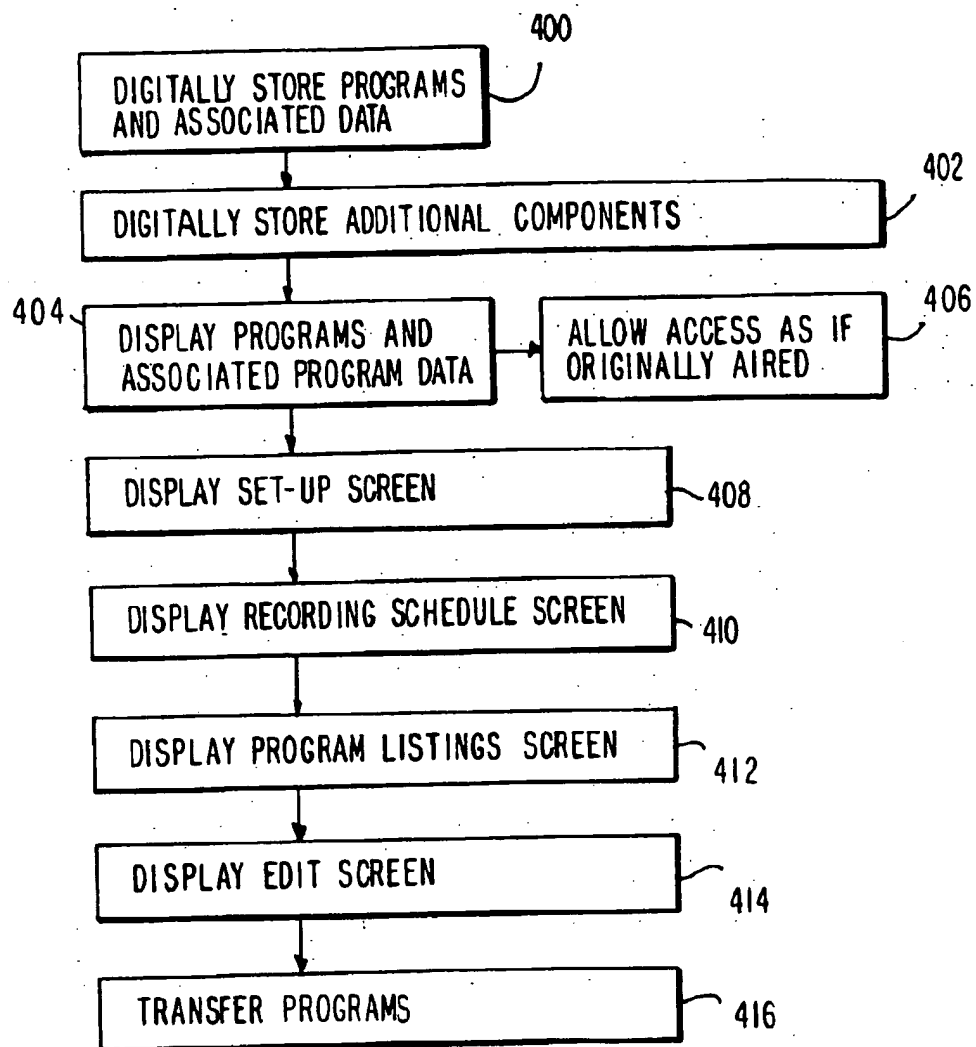 400
DIGITALLY STORE PROGRAMS
AND ASSOCIATED DATA
402
DIGITALLY STORE ADDITIONAL COMPONENTS
404
DISPLAY PROGRAMS AND
ASSOCIATED PROGRAM DATA
406
ALLOW ACCESS AS IF
ORIGINALLY AIRED
DISPLAY SET-UP SCREEN
408
DISPLAY RECORDING SCHEDULE SCREEN
410
DISPLAY PROGRAM LISTINGS SCREEN
412
DISPLAY EDIT SCREEN
414
TRANSFER PROGRAMS
416